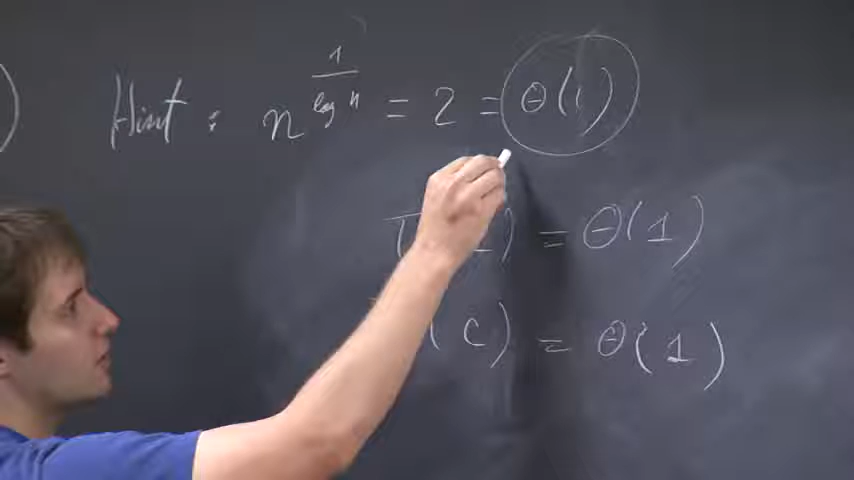 Hint : n^{1/log n} = 2 = Θ(1)
T( ) = Θ(1)
(c) = Θ(1)